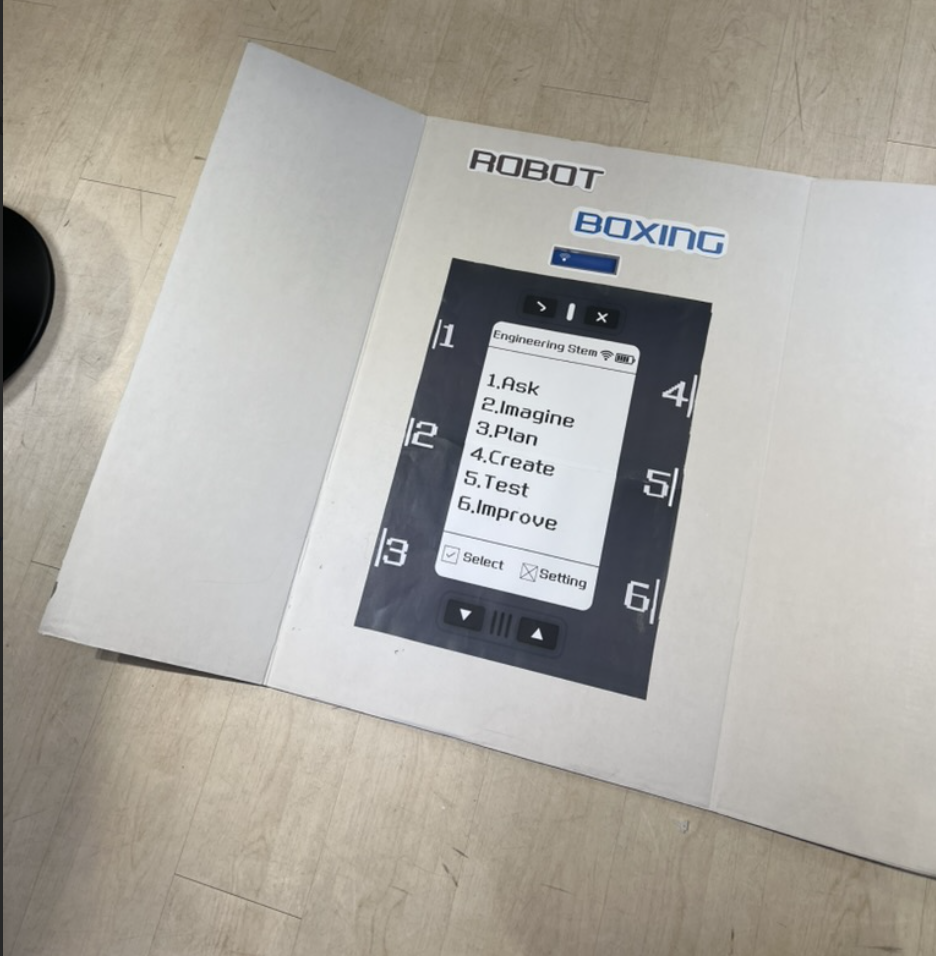 ROBOT
BOXING
Engineering Stem
1.Ask
2.Imagine
3.Plan
4.Create
5.Test
6.Improve
Select
Setting
1
2
3
4
5
6